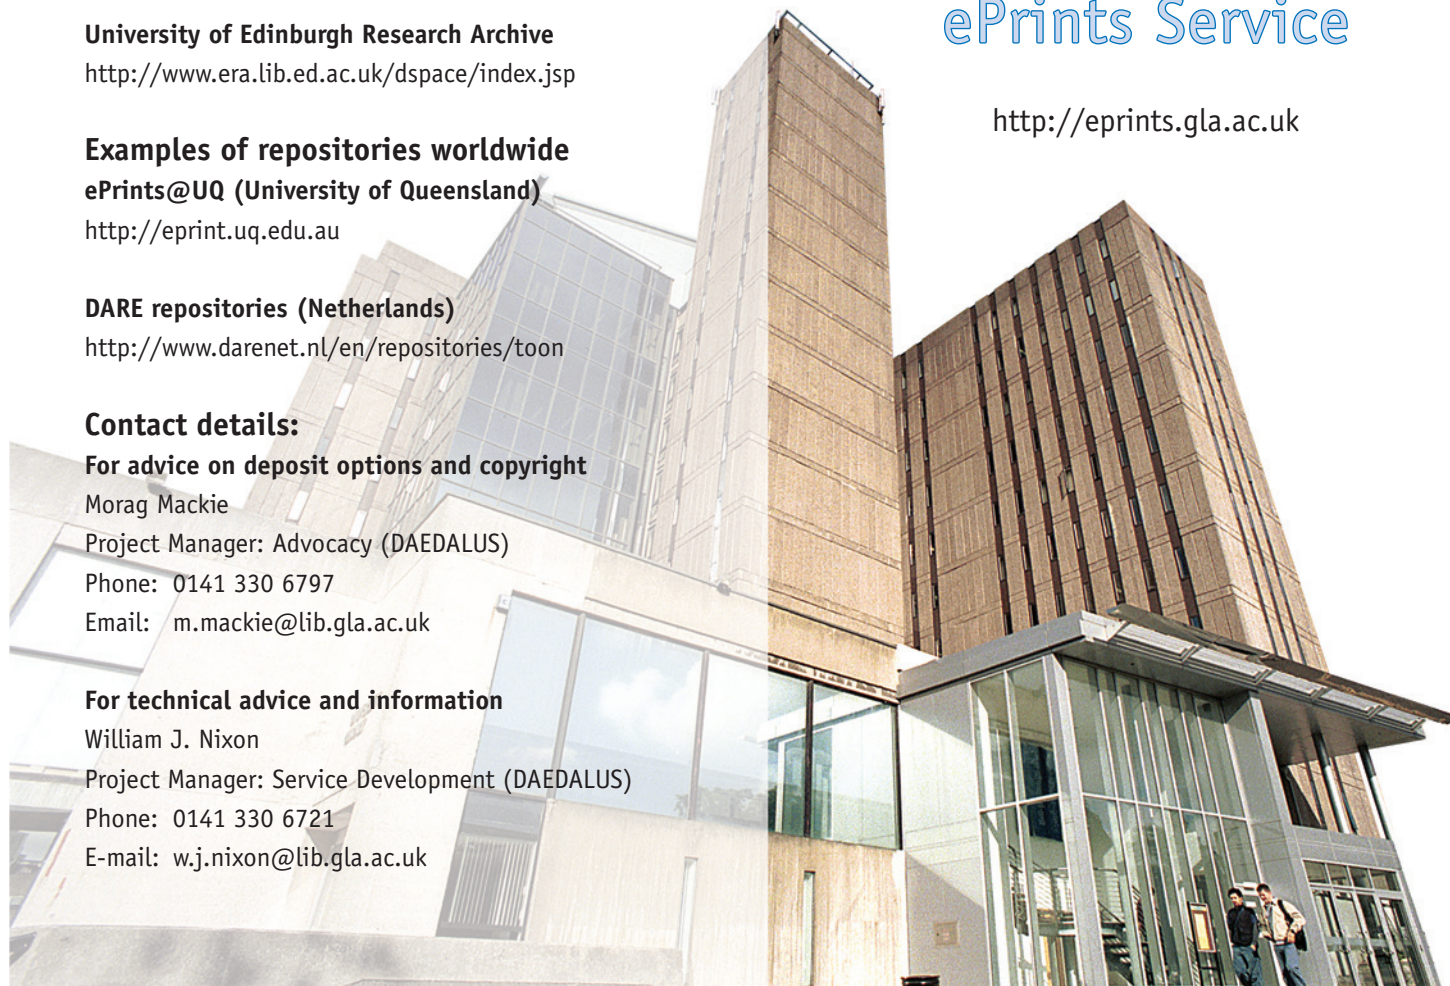 University of Edinburgh Research Archive
http://www.era.lib.ed.ac.uk/dspace/index.jsp
Examples of repositories worldwide
ePrints@UQ (University of Queensland)
http://eprint.uq.edu.au
DARE repositories (Netherlands)
http://www.darenet.nl/en/repositories/toon
Contact details:
For advice on deposit options and copyright
Morag Mackie
Project Manager: Advocacy (DAEDALUS)
Phone: 0141 330 6797
Email: m.mackie@lib.gla.ac.uk
For technical advice and information
William J. Nixon
Project Manager: Service Development (DAEDALUS)
Phone: 0141 330 6721
E-mail: w.j.nixon@lib.gla.ac.uk
ePrints Service
http://eprints.gla.ac.uk